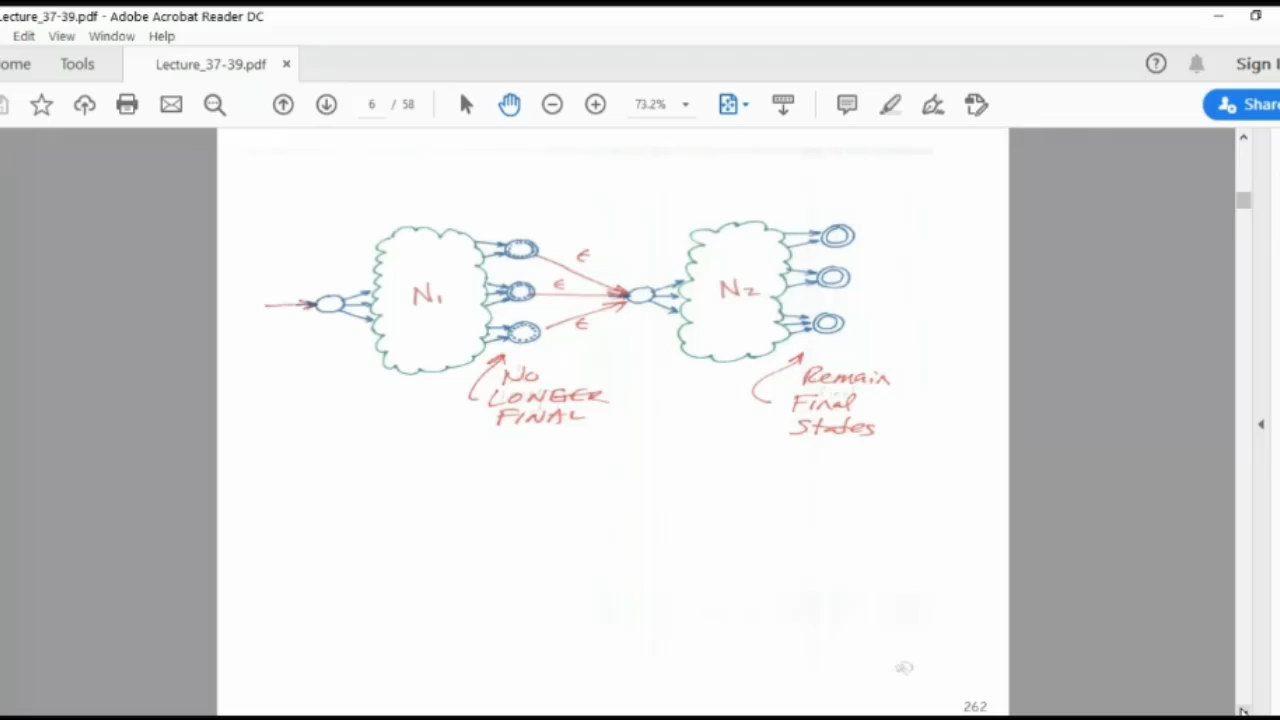 Lecture_37-39.pdf - Adobe Acrobat Reader DC
Edit View Window Help
ome Tools Lecture_37-39.pdf × Sign I
6 / 58 73.2% Share
ε
ε
ε
N1
N2
No
LONGER
FINAL
Remain
Final
States
262